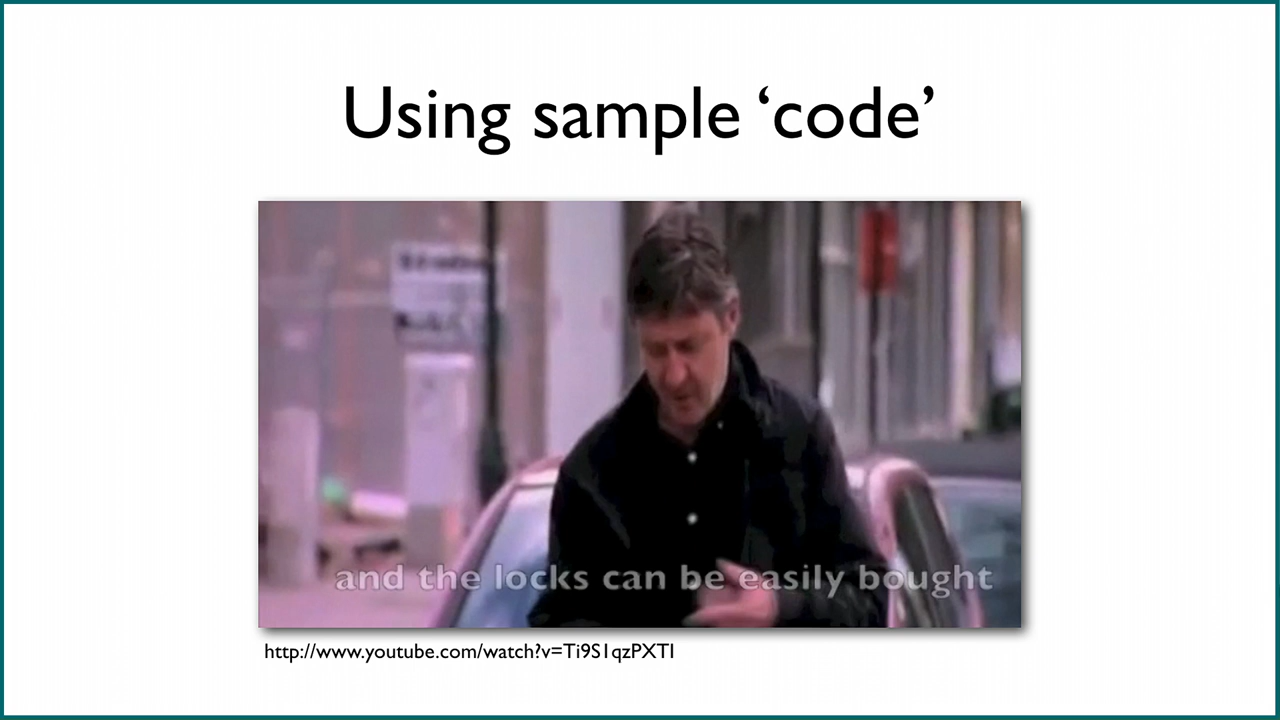 Using sample ‘code’
and the locks can be easily bought
http://www.youtube.com/watch?v=Ti9S1qzPXTI